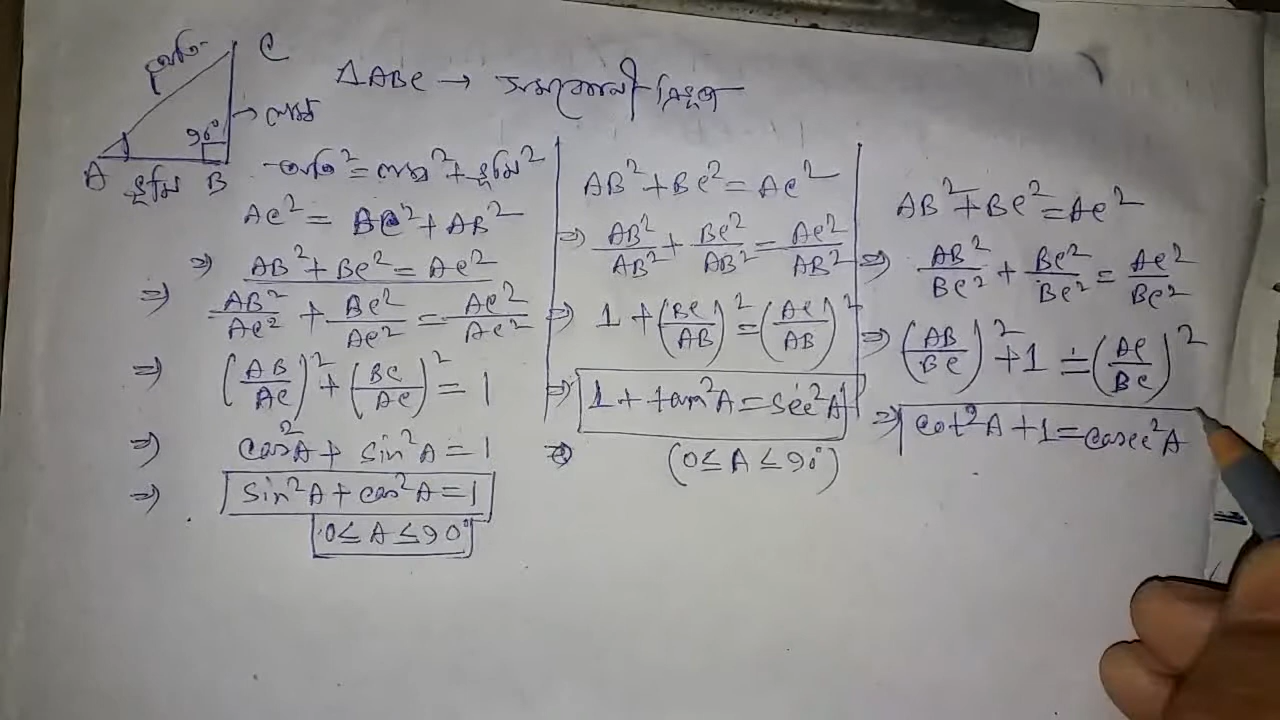 অতি
C
→ লম্ব
90°
A ভূমি B
ΔABC → সমকোণী ত্রিভুজ
অতি² = লম্ব² + ভূমি²
AC² = BC² + AB²
⇒ AB² + BC² = AC²
⇒ AB²/AC² + BC²/AC² = AC²/AC²
⇒ (AB/AC)² + (BC/AC)² = 1
⇒ cos²A + sin²A = 1
⇒ sin²A + cos²A = 1
0 ≤ A ≤ 90°
AB² + BC² = AC²
⇒ AB²/AB² + BC²/AB² = AC²/AB²
⇒ 1 + (BC/AB)² = (AC/AB)²
⇒ 1 + tan²A = Sec²A
⇒ (0 ≤ A ≤ 90°)
AB² + BC² = AC²
⇒ AB²/BC² + BC²/BC² = AC²/BC²
⇒ (AB/BC)² + 1 = (AC/BC)²
⇒ cot²A + 1 = cosec²A